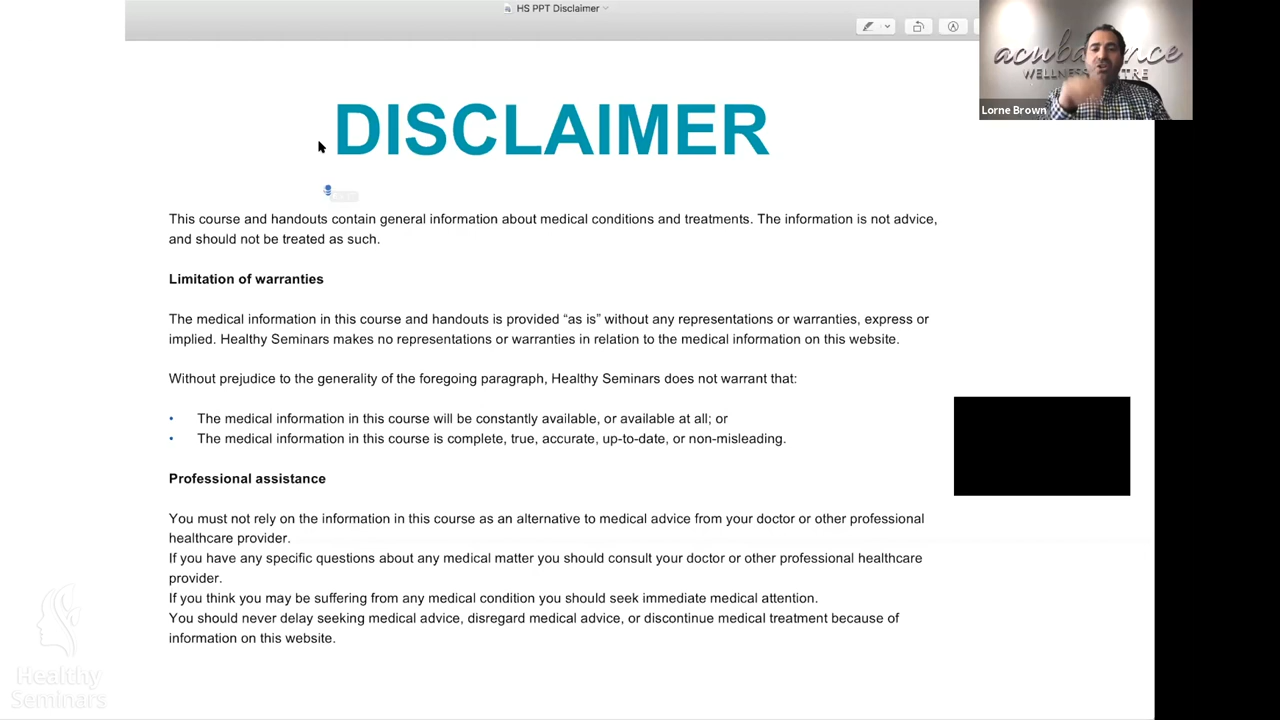 HS PPT Disclaimer
acubalance
WELLNESS CENTRE
Lorne Brown
DISCLAIMER
This course and handouts contain general information about medical conditions and treatments. The information is not advice,
and should not be treated as such.
Limitation of warranties
The medical information in this course and handouts is provided “as is” without any representations or warranties, express or
implied. Healthy Seminars makes no representations or warranties in relation to the medical information on this website.
Without prejudice to the generality of the foregoing paragraph, Healthy Seminars does not warrant that:
• The medical information in this course will be constantly available, or available at all; or
• The medical information in this course is complete, true, accurate, up-to-date, or non-misleading.
Professional assistance
You must not rely on the information in this course as an alternative to medical advice from your doctor or other professional
healthcare provider.
If you have any specific questions about any medical matter you should consult your doctor or other professional healthcare
provider.
If you think you may be suffering from any medical condition you should seek immediate medical attention.
You should never delay seeking medical advice, disregard medical advice, or discontinue medical treatment because of
information on this website.
Healthy
Seminars